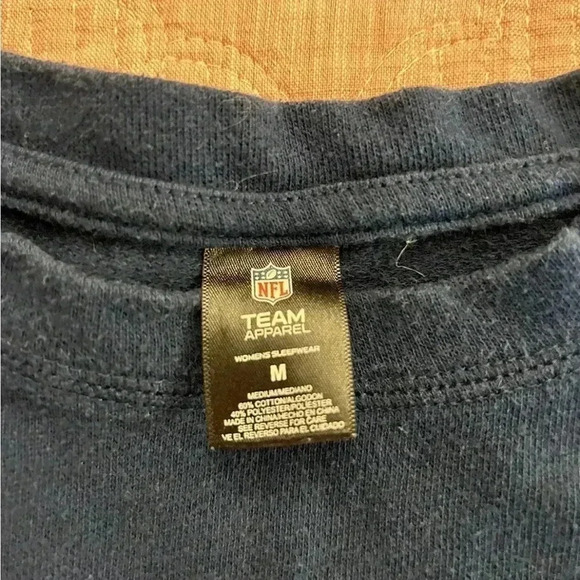 NFL
TEAM
APPAREL
WOMENS SLEEPWEAR
M
MEDIUM/MEDIANO
60% COTTON/ALGODON
40% POLYESTER/POLIESTER
MADE IN CHINA/HECHO EN CHINA
SEE REVERSE FOR CARE
VE EL REVERSO PARA EL CUIDADO